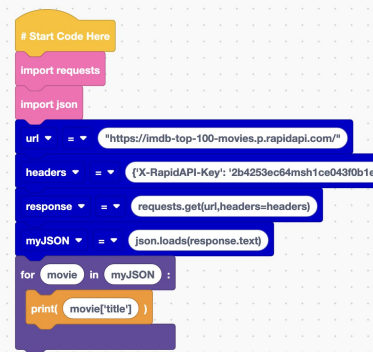 # Start Code Here
import requests
import json
url = "https://imdb-top-100-movies.p.rapidapi.com/"
headers = {'X-RapidAPI-Key': '2b4253ec64msh1ce043f0b1e
response = requests.get(url,headers=headers)
myJSON = json.loads(response.text)
for movie in myJSON :
print( movie['title'] )